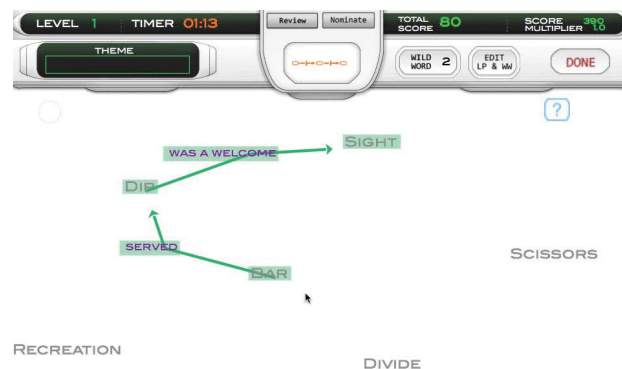 LEVEL 1 TIMER 01:13
Review Nominate
TOTAL SCORE 80
SCORE MULTIPLIER 1.0
THEME
WILD WORD 2
EDIT LP & WW
DONE
?
SIGHT
WAS A WELCOME
DIP
SERVED
SCISSORS
BAR
RECREATION
DIVIDE